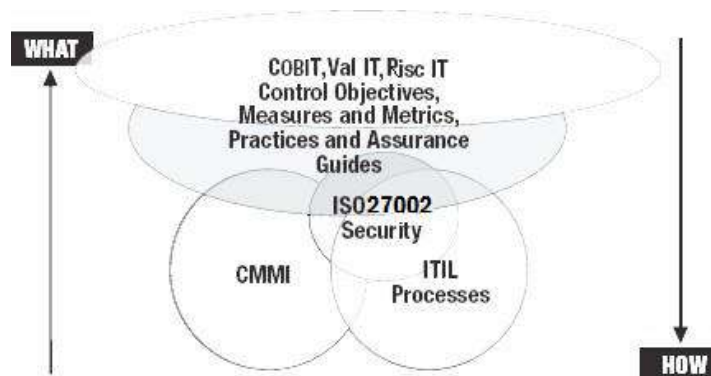 WHAT
COBIT, Val IT, Risc IT
Control Objectives,
Measures and Metrics,
Practices and Assurance
Guides
ISO27002
Security
CMMI
ITIL
Processes
HOW